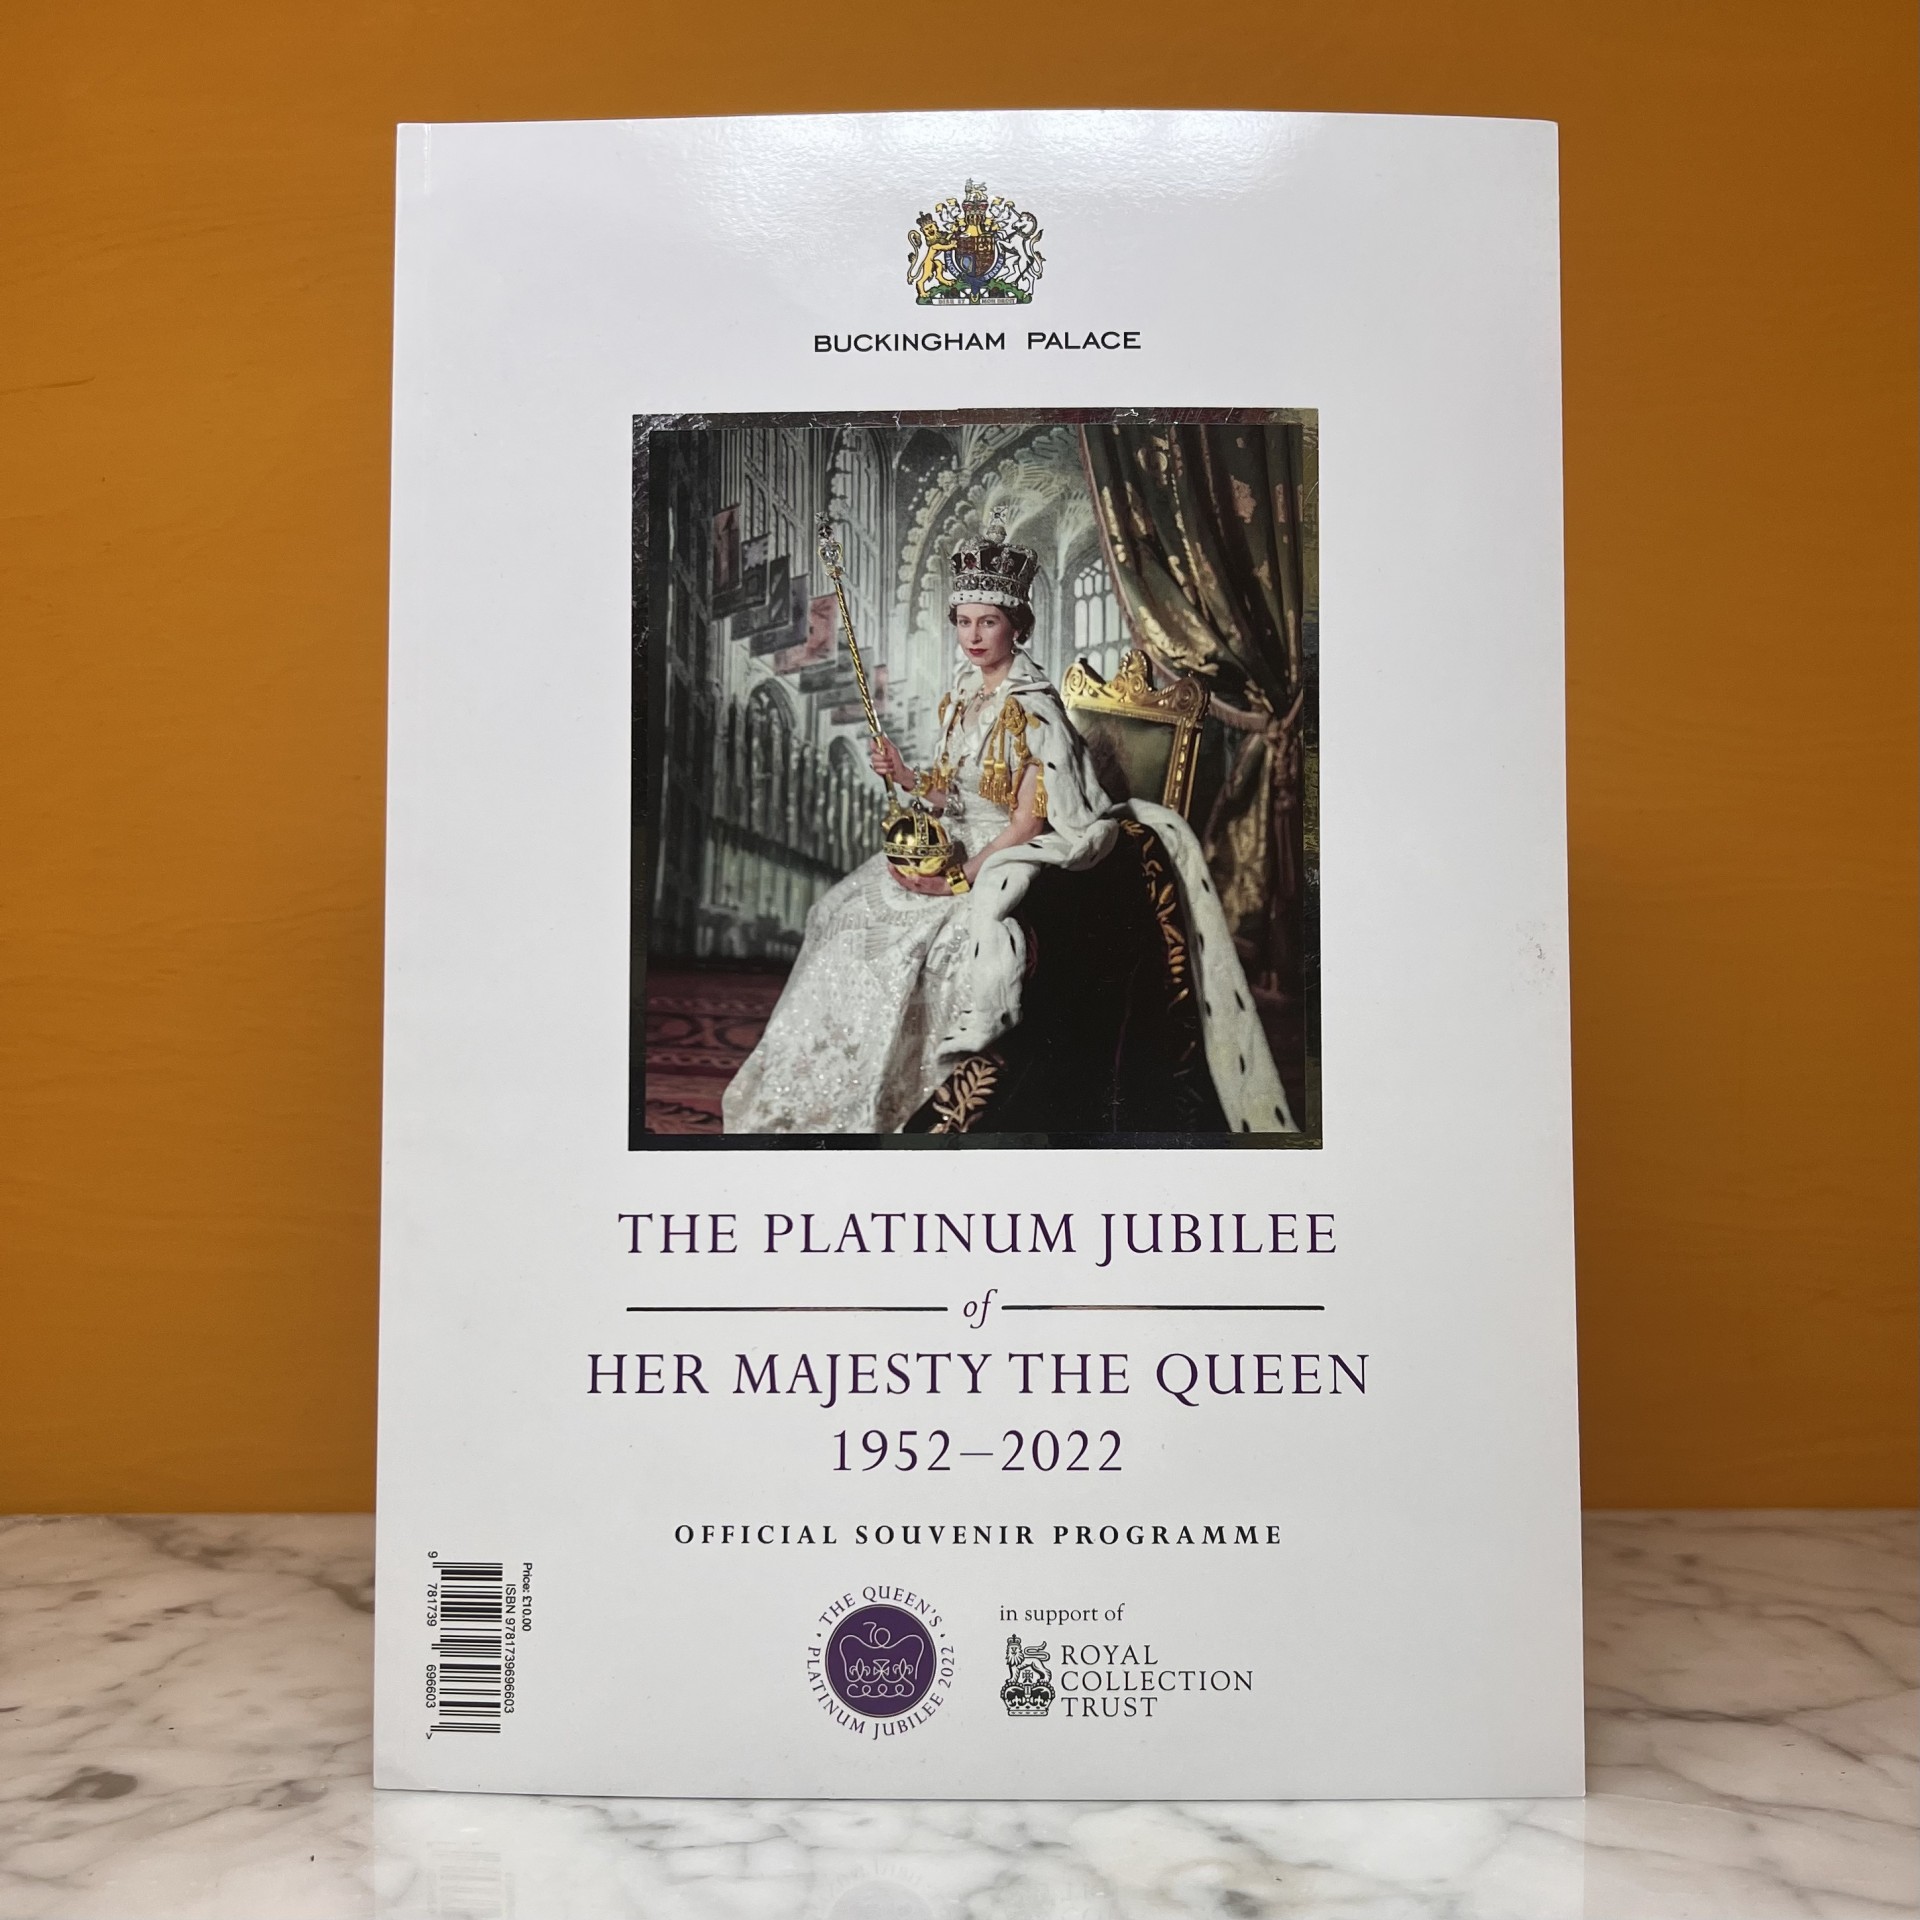 BUCKINGHAM PALACE
THE PLATINUM JUBILEE
of
HER MAJESTY THE QUEEN
1952–2022
OFFICIAL SOUVENIR PROGRAMME
Price: £10.00
ISBN 9781739696603
9 781739 696603 >
THE QUEEN'S
PLATINUM JUBILEE 2022
70
in support of
ROYAL
COLLECTION
TRUST